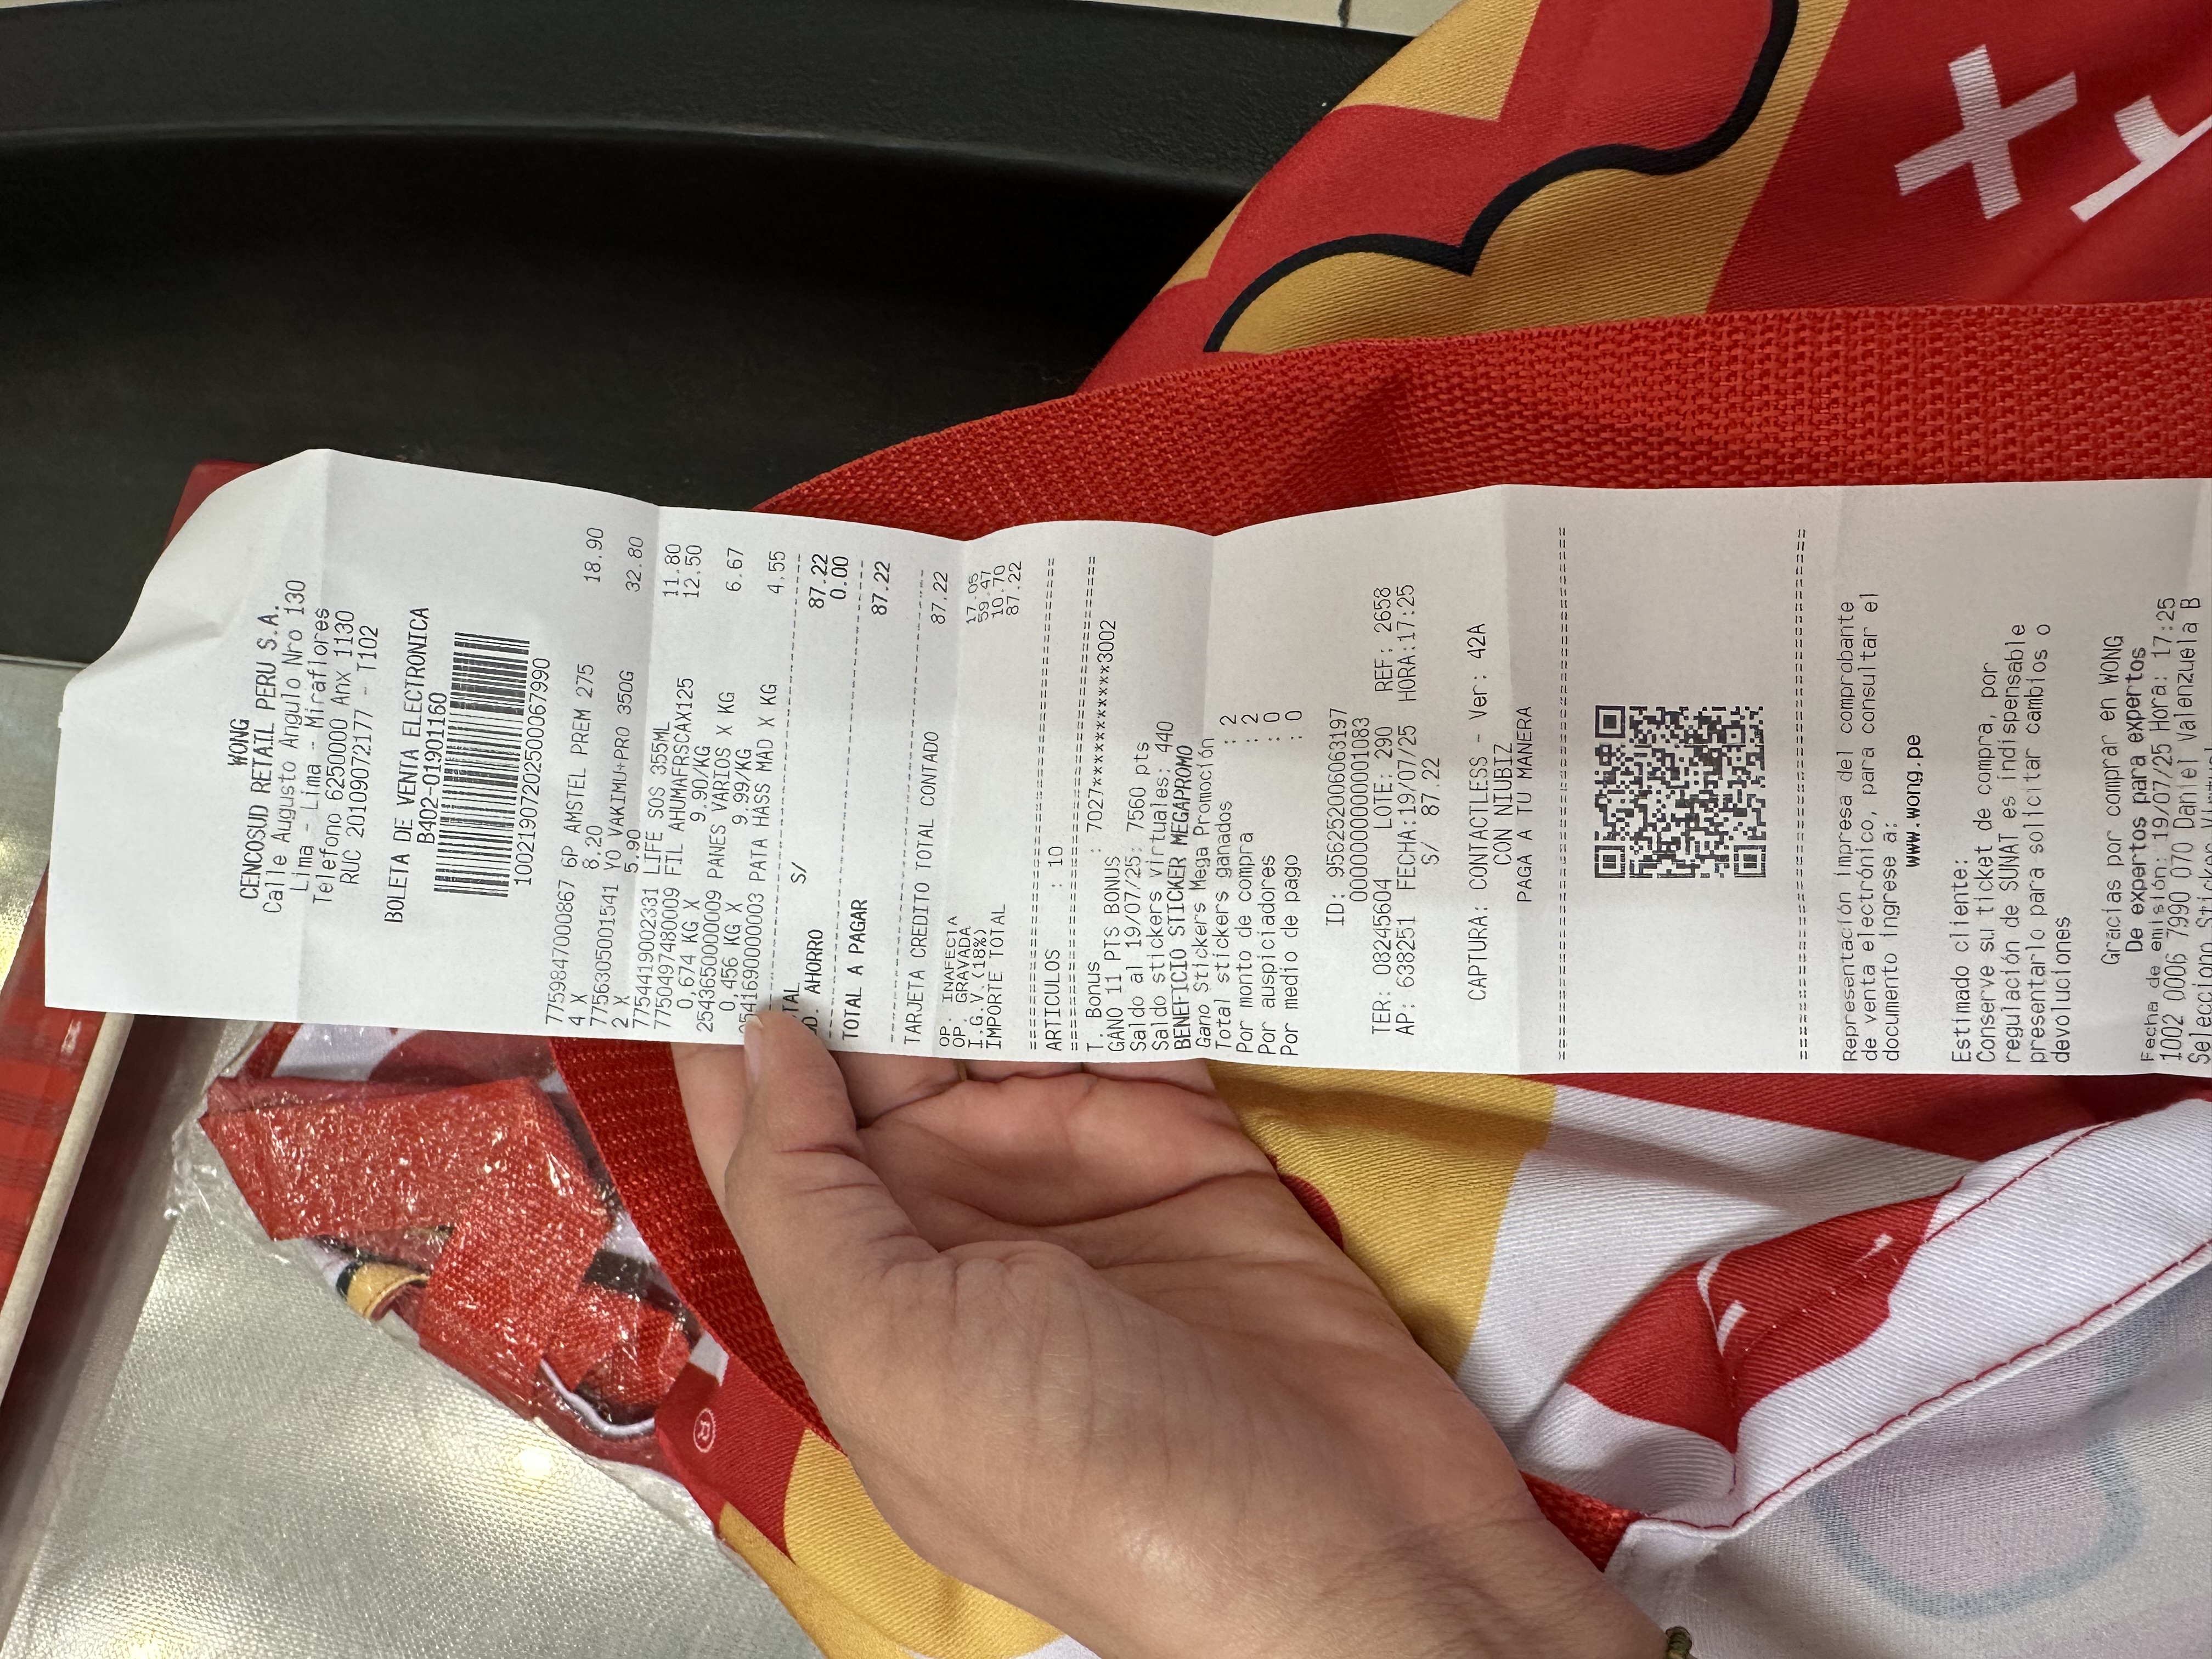 WONG
CENCOSUD RETAIL PERU S.A.
Calle Augusto Angulo Nro 130
Lima - Lima - Miraflores
Telefono 6250000 Anx 1130
RUC 20109072177 - T102
BOLETA DE VENTA ELECTRONICA
B402-01901160
10021907202500067990
7759847000867 6P AMSTEL PREM 275 18.90
4 X 8.20
7756305001541 YO VAKIMU+PRO 350G 32.80
2 X 5.90
7754419002331 LIFE SOS 355ML 11.80
7750497480009 FIL AHUMAFRSCAX125 12.50
0,674 KG X 9.90/KG
2543650000009 PANES VARIOS X KG 6.67
0,456 KG X 9.99/KG
2541690000003 PATA HASS MAD X KG 4.55
TAL S/ 87.22
D. AHORRO 0.00
TOTAL A PAGAR 87.22
TARJETA CREDITO TOTAL CONTADO 87.22
OP. INAFECTA 17.05
OP. GRAVADA 59.47
I.G.V.(18%) 10.70
IMPORTE TOTAL 87.22
ARTICULOS : 10
T. Bonus : 7027***********3002
GANO 11 PTS BONUS
Saldo al 19/07/25: 7560 pts
Saldo stickers virtuales: 440
BENEFICIO STICKER MEGAPROMO
Gano Stickers Mega Promoción
Total stickers ganados : 2
Por monto de compra : 2
Por auspiciadores : 0
Por medio de pago : 0
ID: 956252006063197
0000000000001083
TER: 08245604 LOTE: 290 REF: 2658
AP: 638251 FECHA:19/07/25 HORA:17:25
S/ 87.22
CAPTURA: CONTACTLESS - Ver: 42A
CON NIUBIZ
PAGA A TU MANERA
Representación impresa del comprobante
de venta electrónico, para consultar el
documento ingrese a:
www.wong.pe
Estimado cliente:
Conserve su ticket de compra, por
regulación de SUNAT es indispensable
presentarlo para solicitar cambios o
devoluciones
Gracias por comprar en WONG
De expertos para expertos
Fecha de emisión: 19/07/25 Hora: 17:25
1002 0006 7990 070 Daniel Valenzuela B
Selecciono Sticker Virtual
®